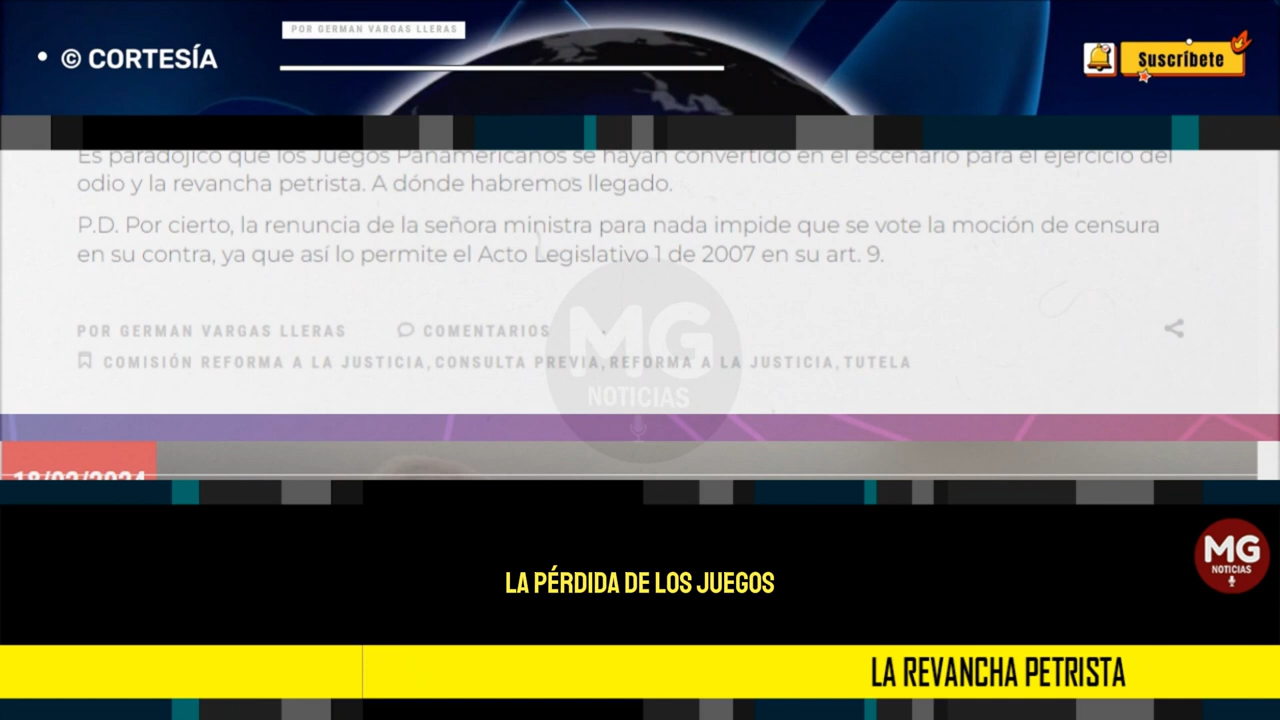 POR GERMAN VARGAS LLERAS
• © CORTESÍA
Suscríbete
Es paradójico que los Juegos Panamericanos se hayan convertido en el escenario para el ejercicio del
odio y la revancha petrista. A dónde habremos llegado.
P.D. Por cierto, la renuncia de la señora ministra para nada impide que se vote la moción de censura
en su contra, ya que así lo permite el Acto Legislativo 1 de 2007 en su art. 9.
POR GERMAN VARGAS LLERAS COMENTARIOS
COMISIÓN REFORMA A LA JUSTICIA, CONSULTA PREVIA, REFORMA A LA JUSTICIA, TUTELA
MG
NOTICIAS
18/02/2024
MG
NOTICIAS
LA PÉRDIDA DE LOS JUEGOS
LA REVANCHA PETRISTA